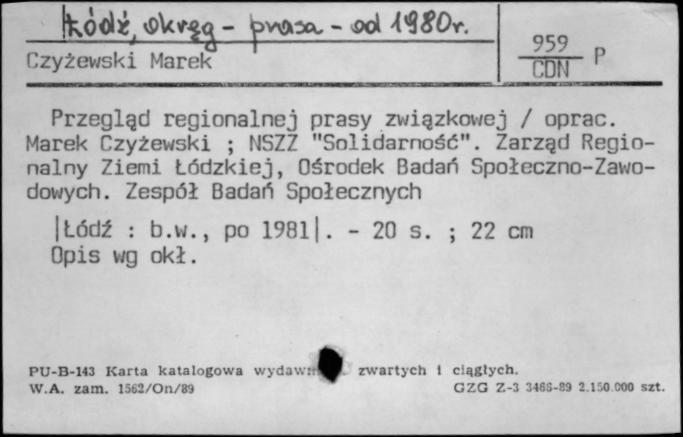 Łódź, okręg - prasa - od 1980 r.
Czyżewski Marek
959 P
CDN
Przegląd regionalnej prasy związkowej / oprac.
Marek Czyżewski ; NSZZ "Solidarność". Zarząd Regio-
nalny Ziemi Łódzkiej, Ośrodek Badań Społeczno-Zawo-
dowych. Zespół Badań Społecznych
|Łódź : b.w., po 1981|. - 20 s. ; 22 cm
Opis wg okł.
PU-B-143 Karta katalogowa wydawn zwartych i ciągłych.
W.A. zam. 1562/On/89 GZG Z-3 3466-89 2.150.000 szt.